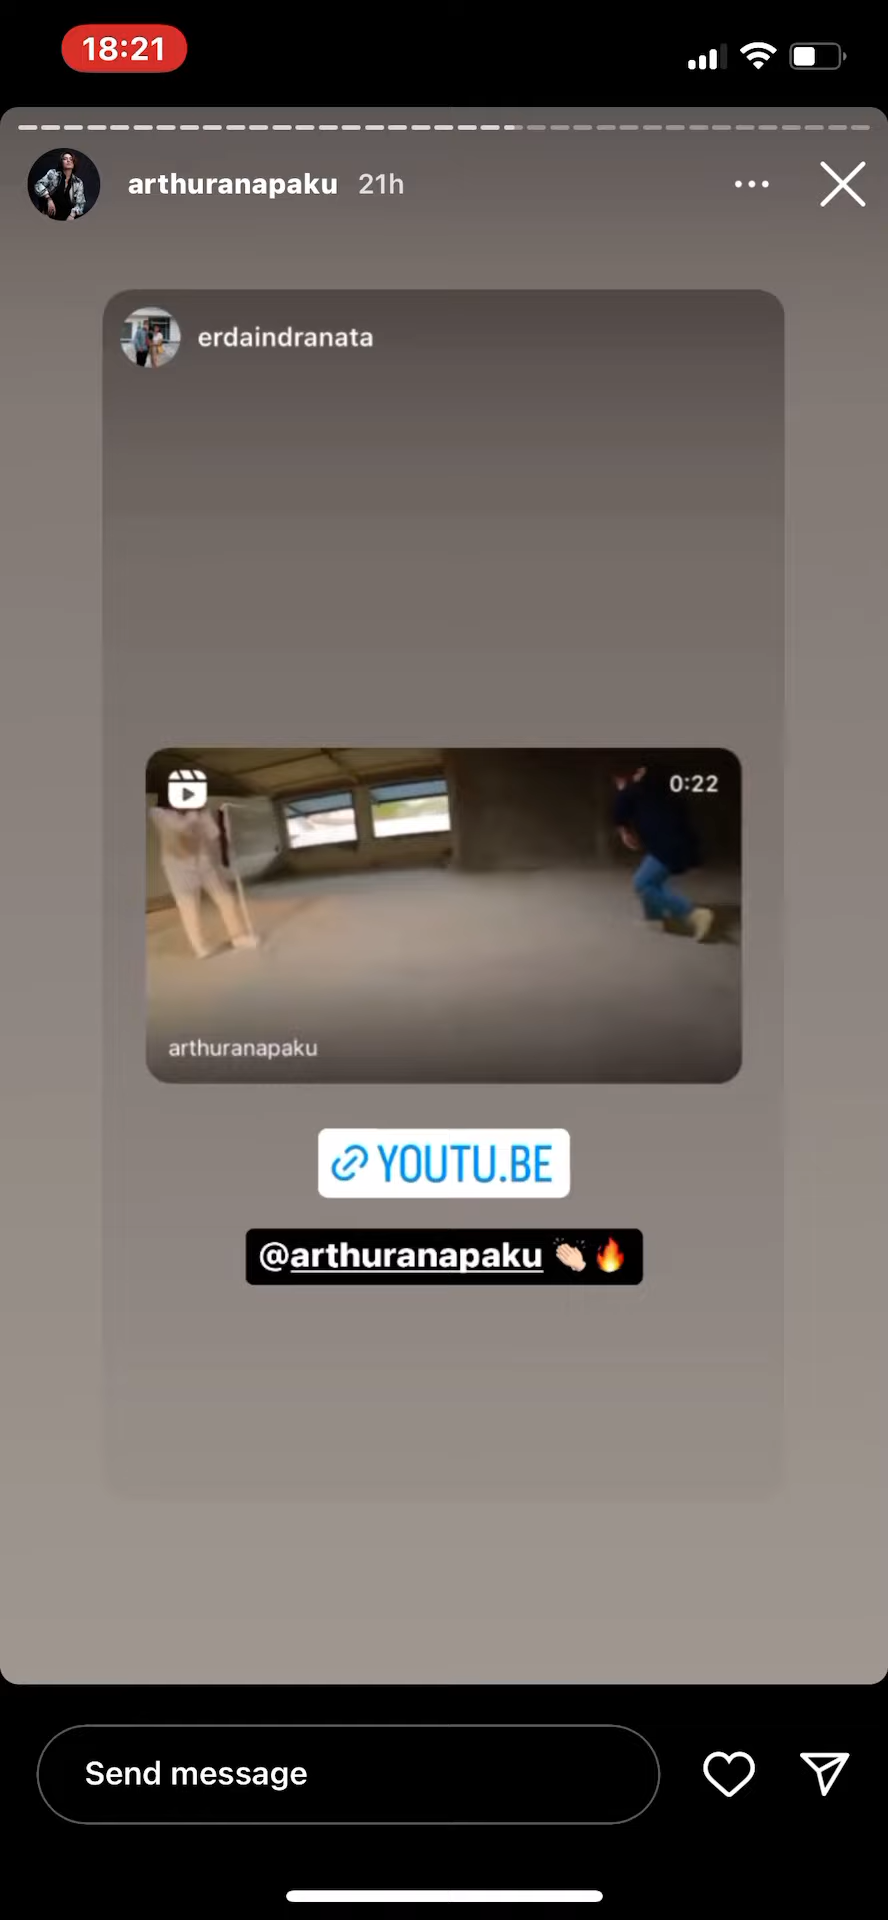 18:21
arthuranapaku 21h
erdaindranata
0:22
arthuranapaku
YOUTU.BE
@arthuranapaku 👏🏻🔥
Send message